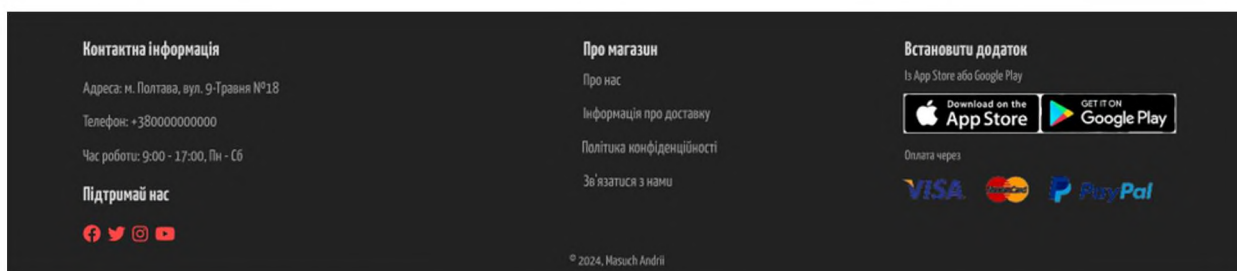 Контактна інформація
Адреса: м. Полтава, вул. 9-Травня №18
Телефон: +380000000000
Час роботи: 9:00 - 17:00, Пн - Сб
Підтримай нас
Про магазин
Про нас
Інформація про доставку
Політика конфіденційності
Зв'язатися з нами
Встановити додаток
Із App Store або Google Play
Download on the
App Store
GET IT ON
Google Play
Оплата через
VISA
MasterCard
PayPal
© 2024, Masuch Andrii